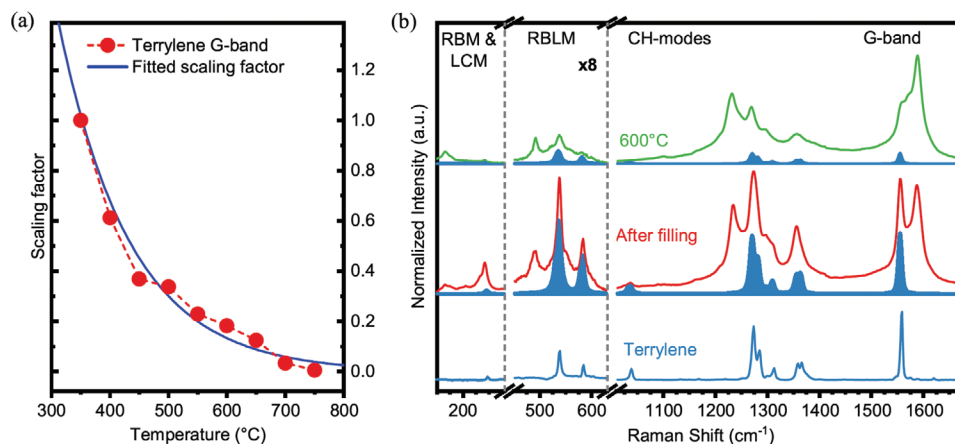 (a)
Terrylene G-band
Fitted scaling factor
Scaling factor
1.2
1.0
0.8
0.6
0.4
0.2
0.0
300 400 500 600 700 800
Temperature (°C)
(b)
RBM & LCM
RBLM
x8
CH-modes
G-band
600°C
After filling
Terrylene
Normalized Intensity (a.u.)
150 200 500 600 1100 1200 1300 1400 1500 1600
Raman Shift (cm⁻¹)